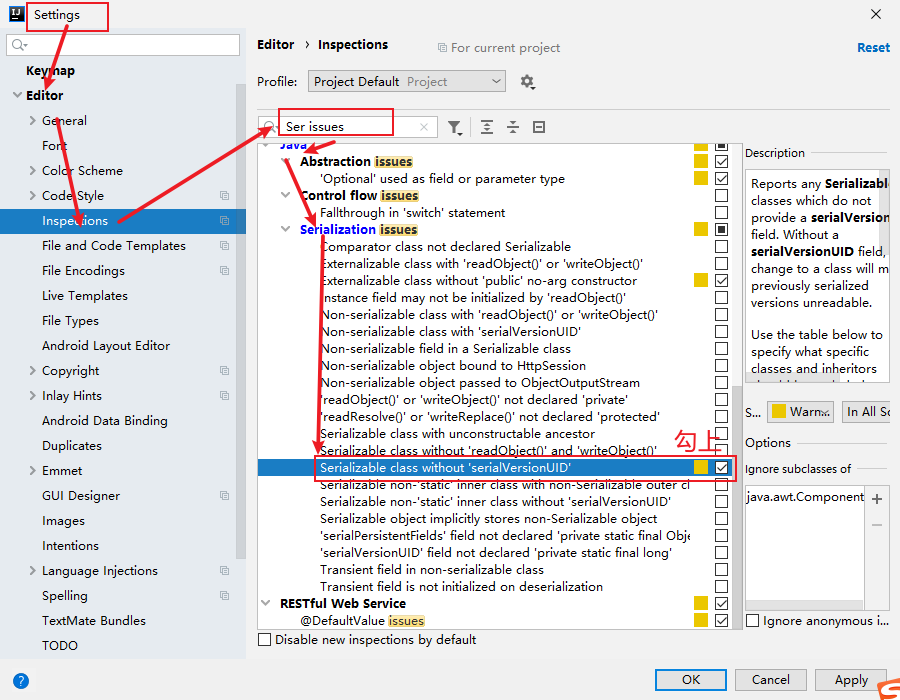 Settings
Keymap
Editor
General
Font
Color Scheme
Code Style
Inspections
File and Code Templates
File Encodings
Live Templates
File Types
Android Layout Editor
Copyright
Inlay Hints
Android Data Binding
Duplicates
Emmet
GUI Designer
Images
Intentions
Language Injections
Spelling
TextMate Bundles
TODO
Editor › Inspections
For current project
Reset
Profile:
Project Default Project
Ser issues
Java
Abstraction issues
'Optional' used as field or parameter type
Control flow issues
Fallthrough in 'switch' statement
Serialization issues
Comparator class not declared Serializable
Externalizable class with 'readObject()' or 'writeObject()'
Externalizable class without 'public' no-arg constructor
Instance field may not be initialized by 'readObject()'
Non-serializable class with 'readObject()' or 'writeObject()'
Non-serializable class with 'serialVersionUID'
Non-serializable field in a Serializable class
Non-serializable object bound to HttpSession
Non-serializable object passed to ObjectOutputStream
'readObject()' or 'writeObject()' not declared 'private'
'readResolve()' or 'writeReplace()' not declared 'protected'
Serializable class with unconstructable ancestor
勾上
Serializable class without 'readObject()' and 'writeObject()'
Serializable class without 'serialVersionUID'
Serializable non-'static' inner class with non-Serializable outer cl
Serializable non-'static' inner class without 'serialVersionUID'
Serializable object implicitly stores non-Serializable object
'serialPersistentFields' field not declared 'private static final Obje
'serialVersionUID' field not declared 'private static final long'
Transient field in non-serializable class
Transient field is not initialized on deserialization
RESTful Web Service
@DefaultValue issues
Disable new inspections by default
Description
Reports any Serializable
classes which do not
provide a serialVersion
field. Without a
serialVersionUID field,
change to a class will m
previously serialized
versions unreadable.
Use the table below to
specify what specific
classes and inheritors
S...
Warn...
In All Sc
Options
Ignore subclasses of
java.awt.Component
Ignore anonymous i...
?
OK
Cancel
Apply